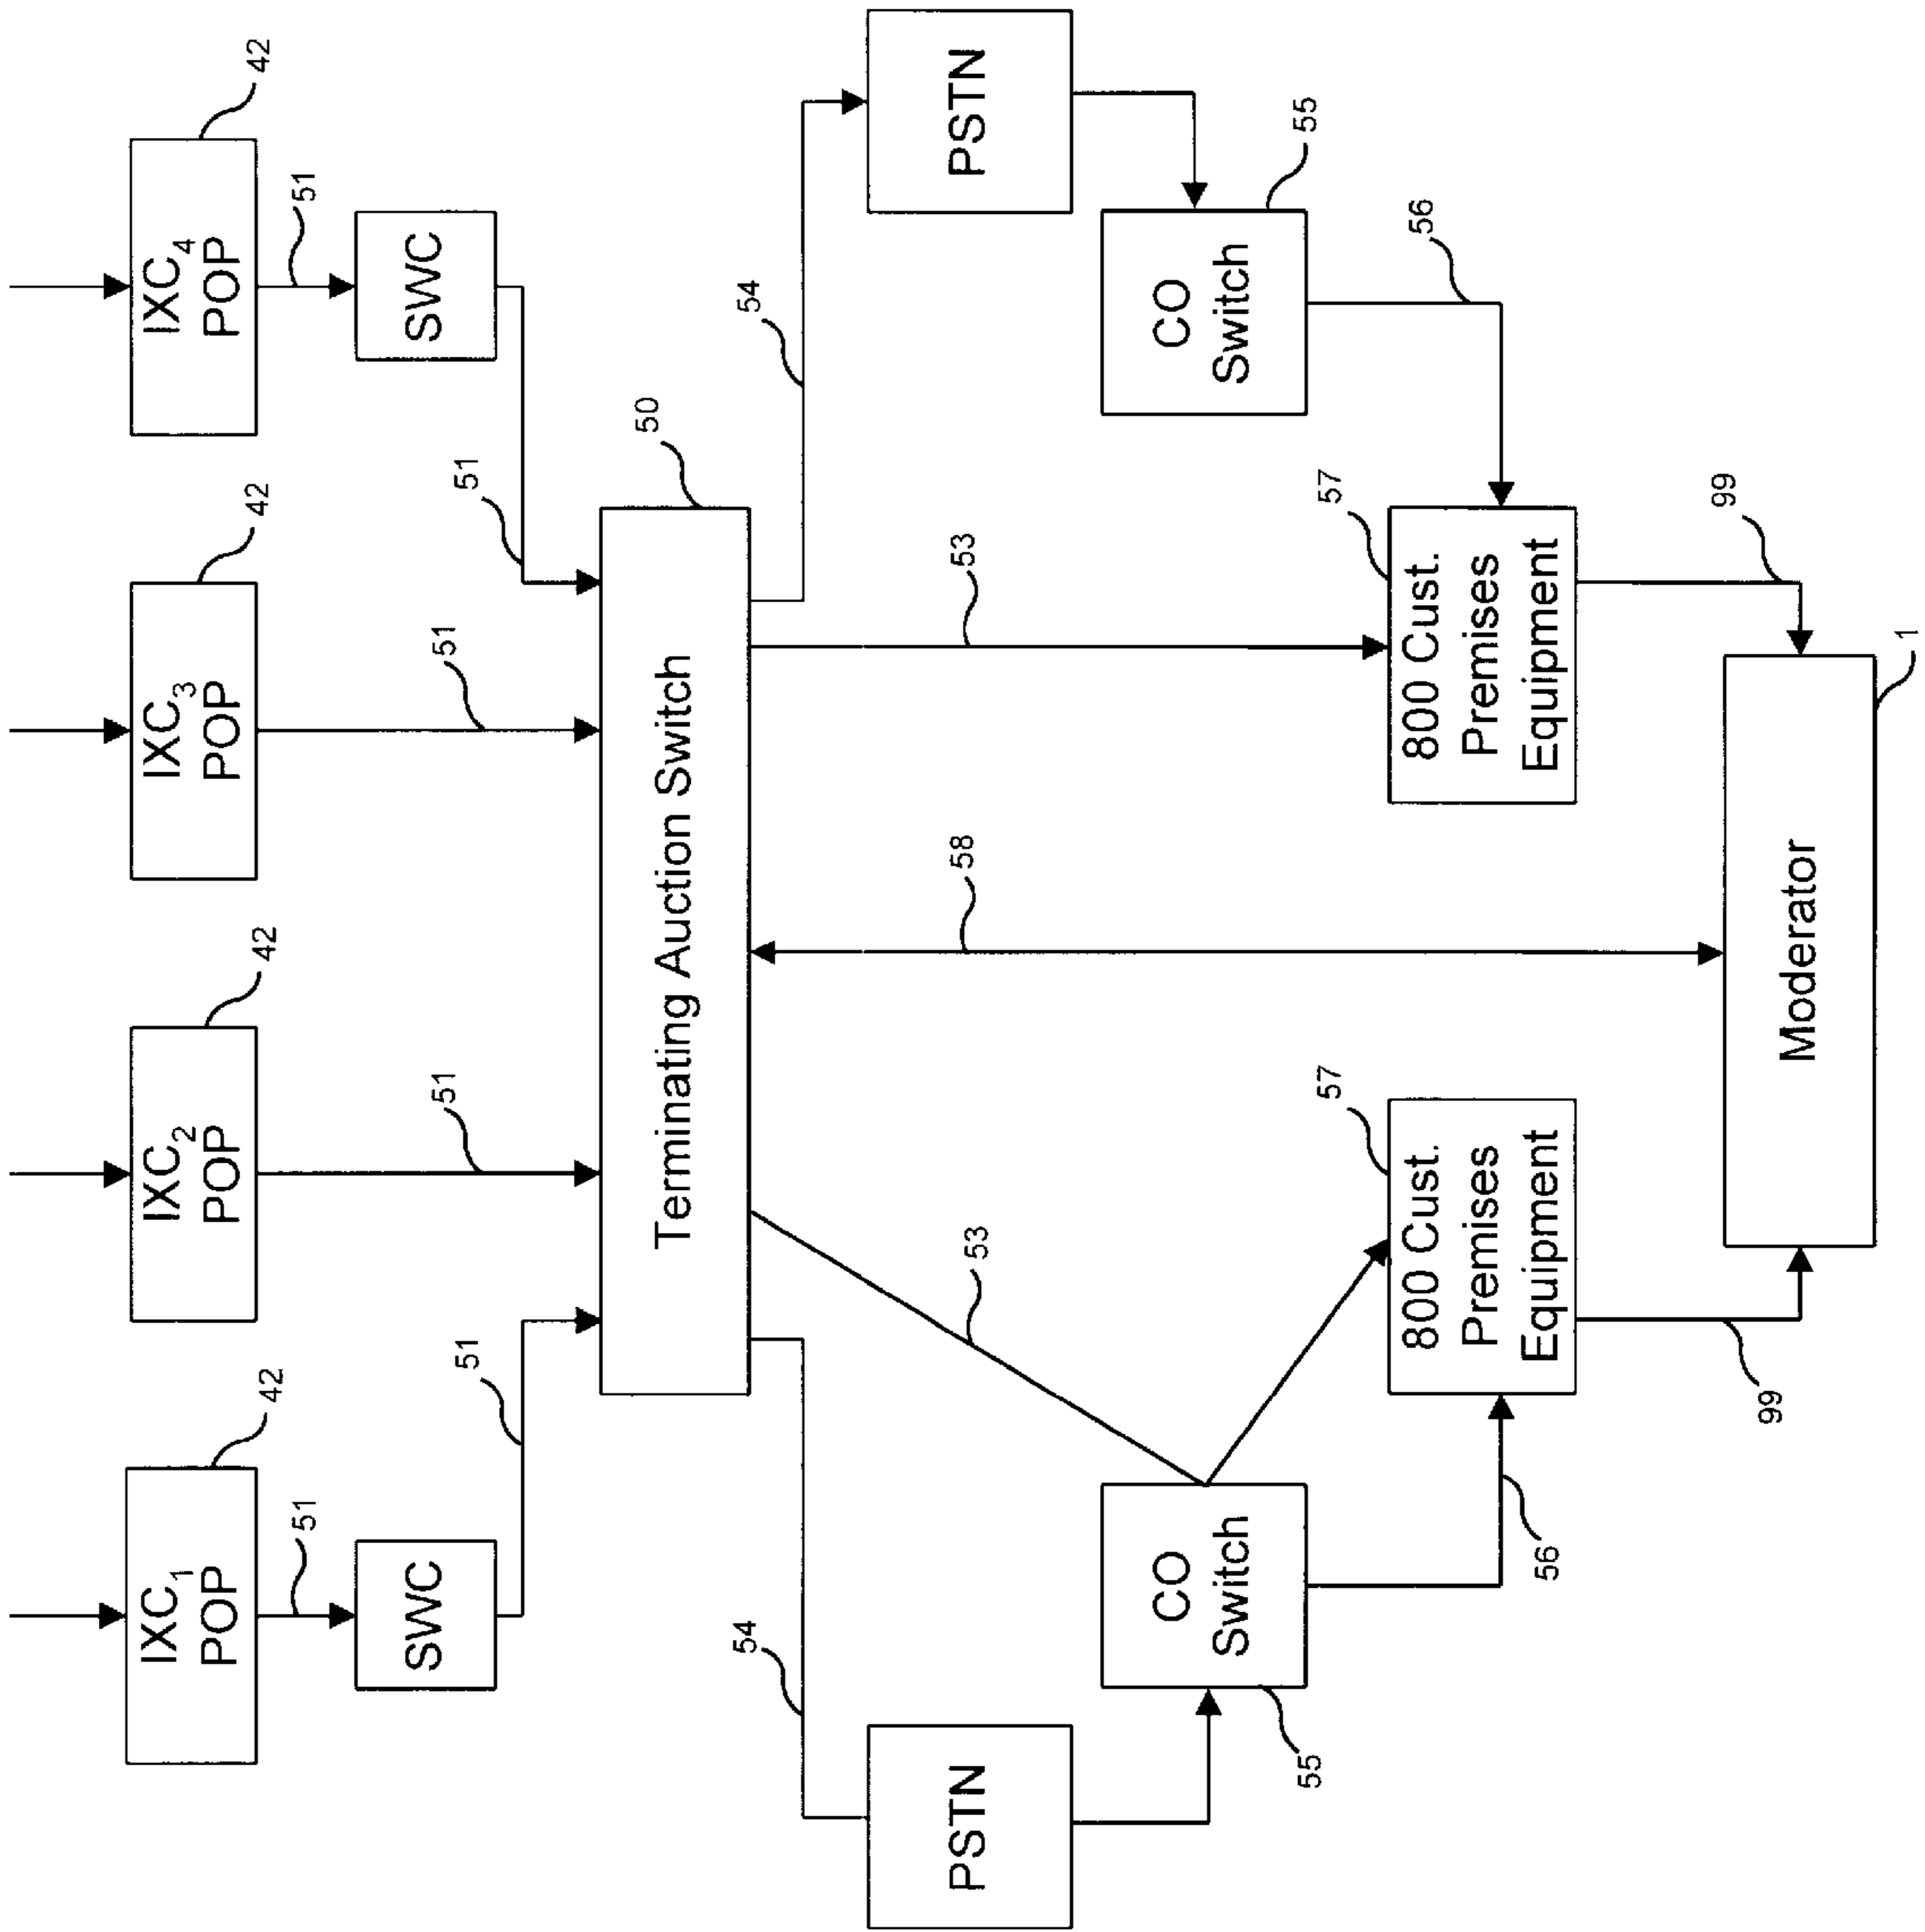 42
42
42
42
IXC1
POP
IXC2
POP
IXC3
POP
IXC4
POP
51
51
51
51
SWC
SWC
51
51
50
Terminating Auction Switch
54
54
53
58
53
PSTN
PSTN
CO
Switch
CO
Switch
55
55
56
56
57
57
800 Cust.
Premises
Equipment
800 Cust.
Premises
Equipment
99
99
Moderator
1